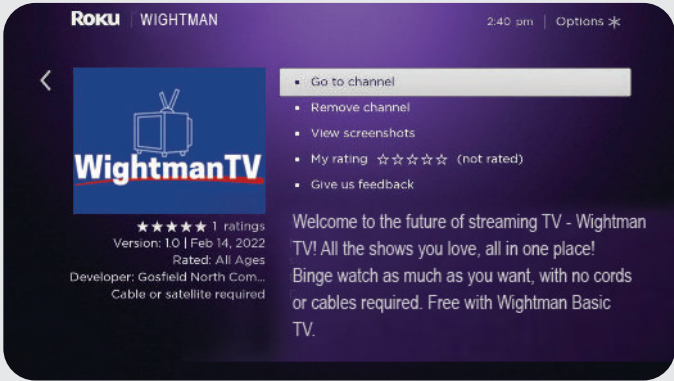 ROKU | WIGHTMAN
2:40 pm | Options
Go to channel
Remove channel
View screenshots
My rating ☆☆☆☆☆ (not rated)
Give us feedback
WightmanTV
★★★★★ 1 ratings
Version: 1.0 | Feb 14, 2022
Rated: All Ages
Developer: Gosfield North Com...
Cable or satellite required
Welcome to the future of streaming TV - Wightman
TV! All the shows you love, all in one place!
Binge watch as much as you want, with no cords
or cables required. Free with Wightman Basic
TV.